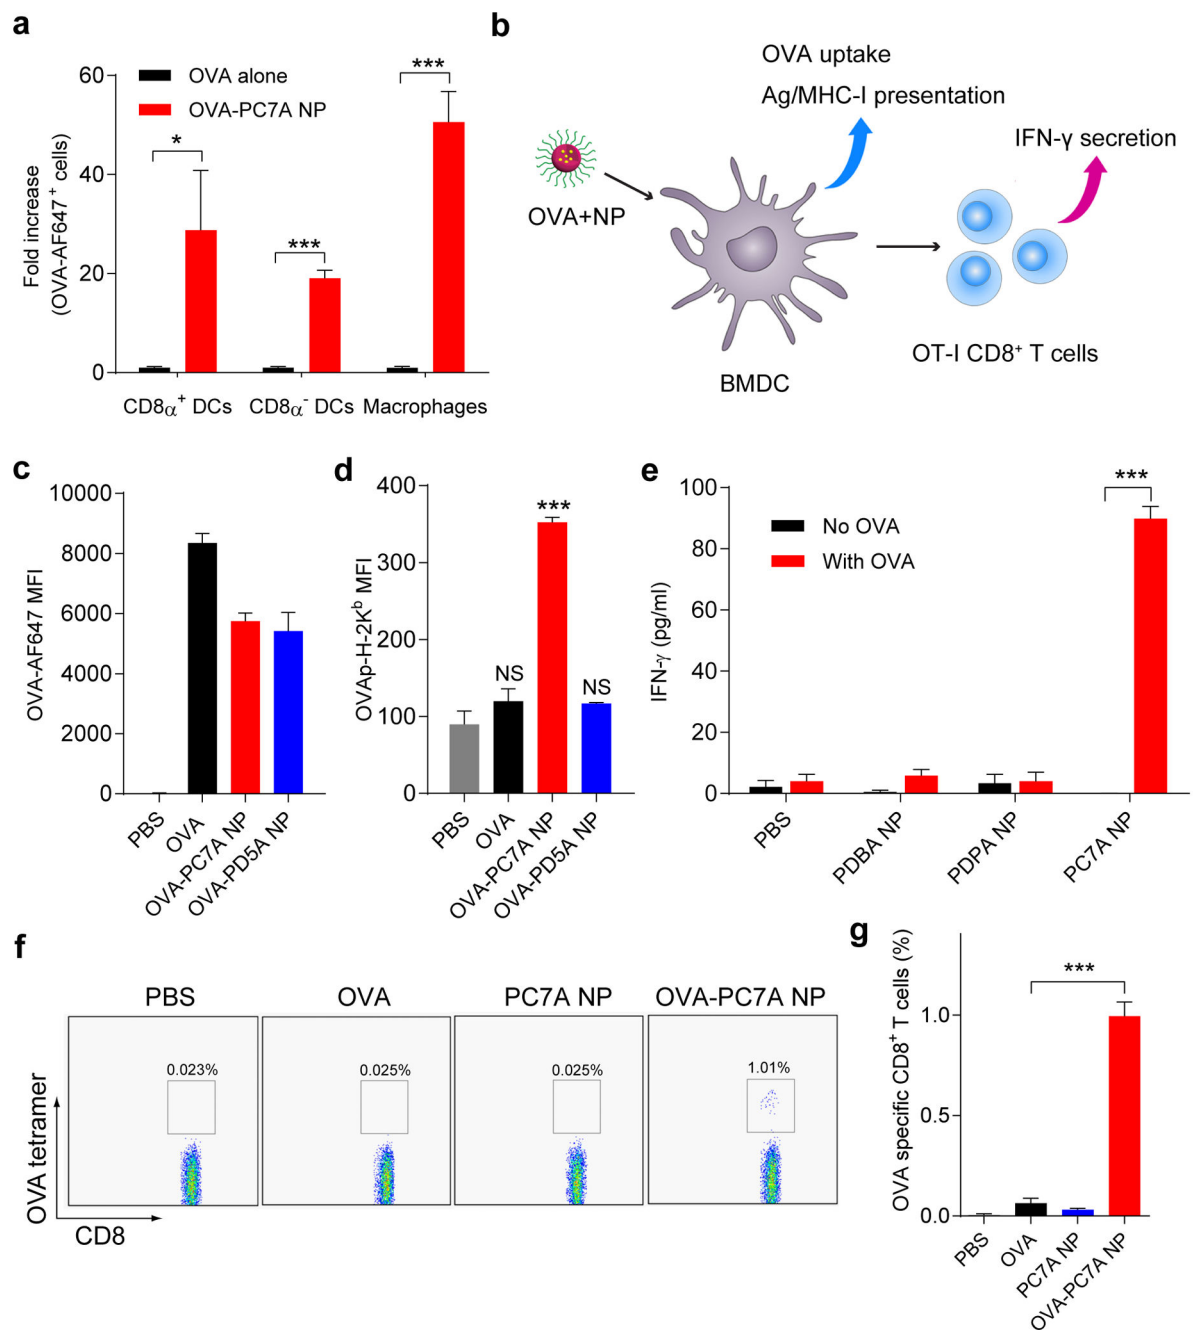 a
60
40
20
0
Fold increase
(OVA-AF647⁺ cells)
OVA alone
OVA-PC7A NP
*
***
***
CD8α⁺ DCs
CD8α⁻ DCs
Macrophages
b
OVA uptake
Ag/MHC-I presentation
IFN-γ secretion
OVA+NP
BMDC
OT-I CD8⁺ T cells
c
10000
8000
6000
4000
2000
0
OVA-AF647 MFI
PBS
OVA
OVA-PC7A NP
OVA-PD5A NP
d
400
300
200
100
0
OVAp-H-2Kᵇ MFI
NS
***
NS
PBS
OVA
OVA-PC7A NP
OVA-PD5A NP
e
100
80
60
40
20
0
IFN-γ (pg/ml)
No OVA
With OVA
***
PBS
PDBA NP
PDPA NP
PC7A NP
f
PBS
OVA
PC7A NP
OVA-PC7A NP
0.023%
0.025%
0.025%
1.01%
OVA tetramer
CD8
g
1.0
0.5
0.0
OVA specific CD8⁺ T cells (%)
***
PBS
OVA
PC7A NP
OVA-PC7A NP